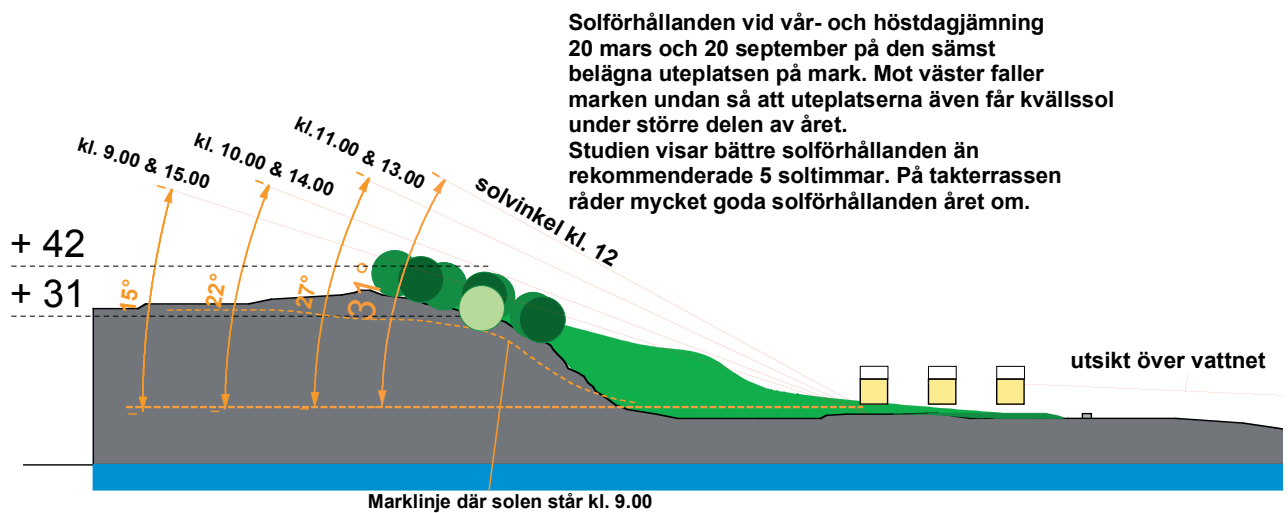 Solförhållanden vid vår- och höstdagjämning
20 mars och 20 september på den sämst
belägna uteplatsen på mark. Mot väster faller
marken undan så att uteplatserna även får kvällssol
under större delen av året.
Studien visar bättre solförhållanden än
rekommenderade 5 soltimmar. På takterrassen
råder mycket goda solförhållanden året om.
kl. 9.00 & 15.00
kl. 10.00 & 14.00
kl.11.00 & 13.00
solvinkel kl. 12
+ 42
+ 31
15°
22°
27°
31°
utsikt över vattnet
Marklinje där solen står kl. 9.00